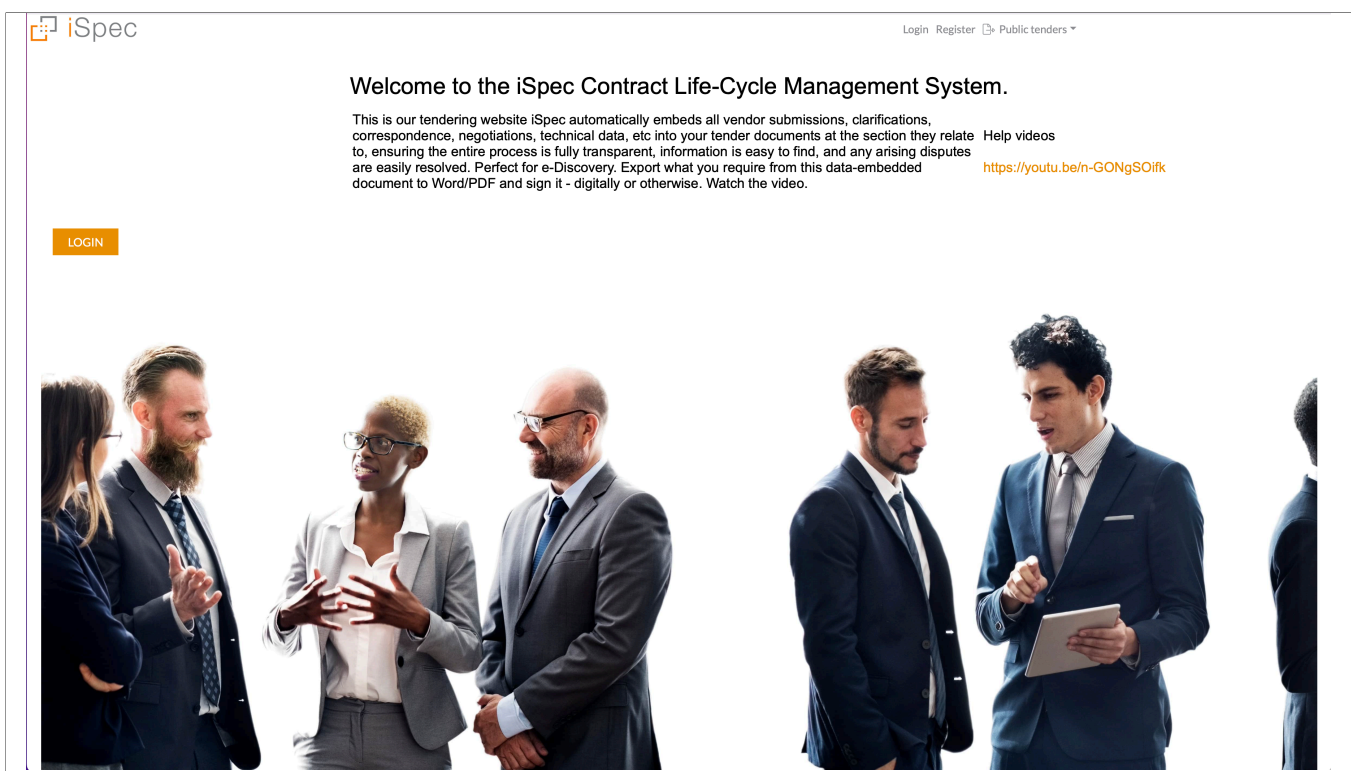 iSpec
Login Register Public tenders
Welcome to the iSpec Contract Life-Cycle Management System.
This is our tendering website iSpec automatically embeds all vendor submissions, clarifications,
correspondence, negotiations, technical data, etc into your tender documents at the section they relate
to, ensuring the entire process is fully transparent, information is easy to find, and any arising disputes
are easily resolved. Perfect for e-Discovery. Export what you require from this data-embedded
document to Word/PDF and sign it - digitally or otherwise. Watch the video.
Help videos
https://youtu.be/n-GONgSOifk
LOGIN